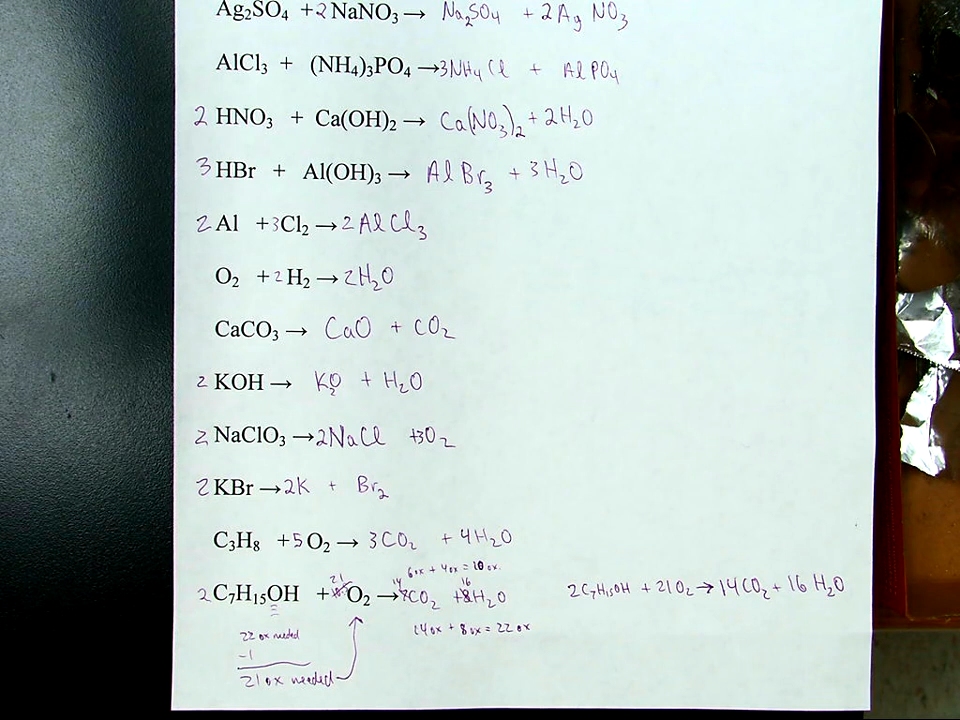 Ag₂SO₄ + 2 NaNO₃ → Na₂SO₄ + 2 Ag NO₃
AlCl₃ + (NH₄)₃PO₄ → 3NH₄Cl + AlPO₄
2 HNO₃ + Ca(OH)₂ → Ca(NO₃)₂ + 2H₂O
3 HBr + Al(OH)₃ → AlBr₃ + 3H₂O
2 Al + 3Cl₂ → 2AlCl₃
O₂ + 2 H₂ → 2H₂O
CaCO₃ → CaO + CO₂
2 KOH → K₂O + H₂O
2 NaClO₃ → 2NaCl + 3O₂
2 KBr → 2K + Br₂
C₃H₈ + 5 O₂ → 3CO₂ + 4H₂O
6ox + 4ox = 10 ox.
2 C₇H₁₅OH + 21 O₂ → 14 CO₂ + 16 H₂O 2C₇H₁₅OH + 21O₂ → 14CO₂ + 16 H₂O
14ox + 8ox = 22ox
22 ox needed
-1
21 ox needed